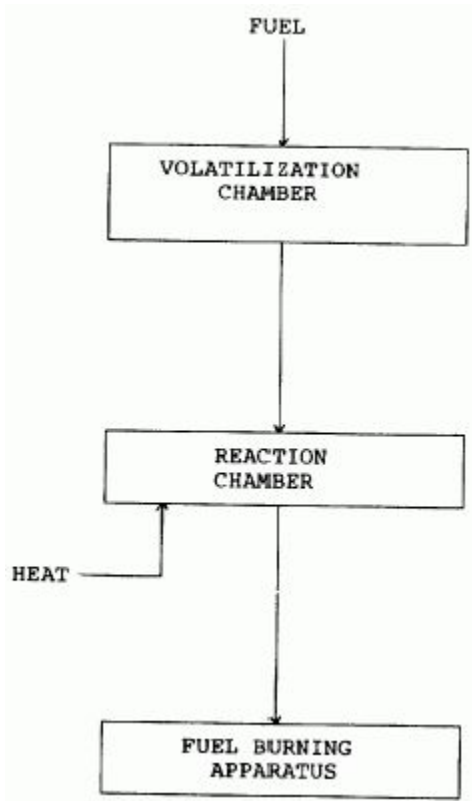 FUEL
VOLATILIZATION
CHAMBER
REACTION
CHAMBER
HEAT
FUEL BURNING
APPARATUS